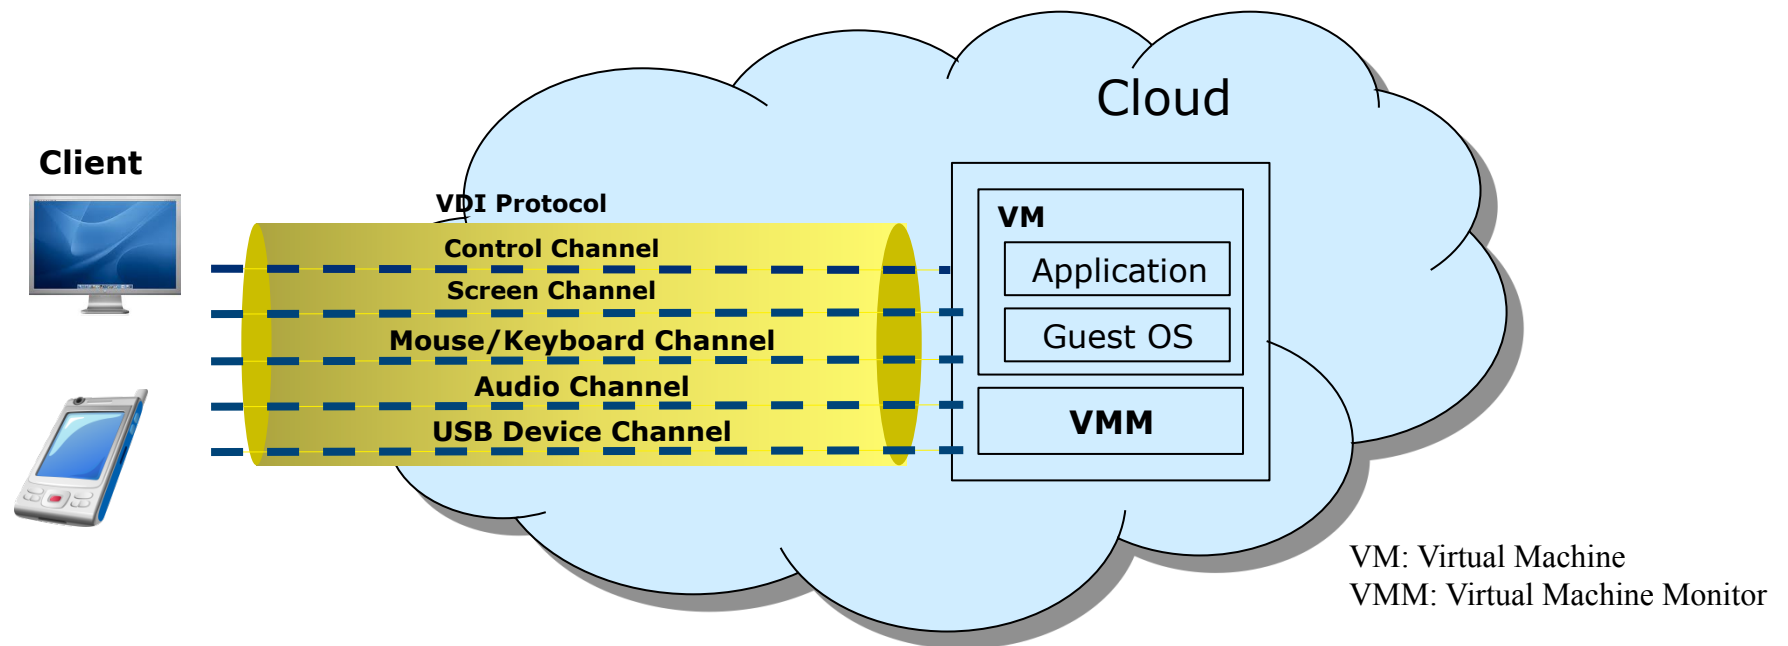 Cloud
Client
VDI Protocol
VM
Control Channel
Application
Screen Channel
Mouse/Keyboard Channel
Guest OS
Audio Channel
VMM
USB Device Channel
VM: Virtual Machine
VMM: Virtual Machine Monitor